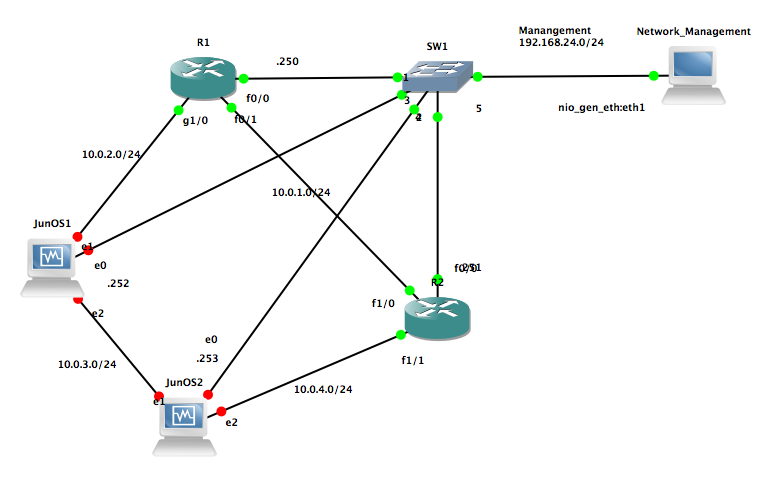 Manangement
192.168.24.0/24
Network_Management
R1
SW1
.250
1
f0/0
3
g1/0
f0/1
2
5
nio_gen_eth:eth1
10.0.2.0/24
10.0.1.0/24
JunOS1
e1
e0
.252
f0/0
.251
R2
e2
f1/0
e0
.253
f1/1
10.0.3.0/24
JunOS2
10.0.4.0/24
e1
e2